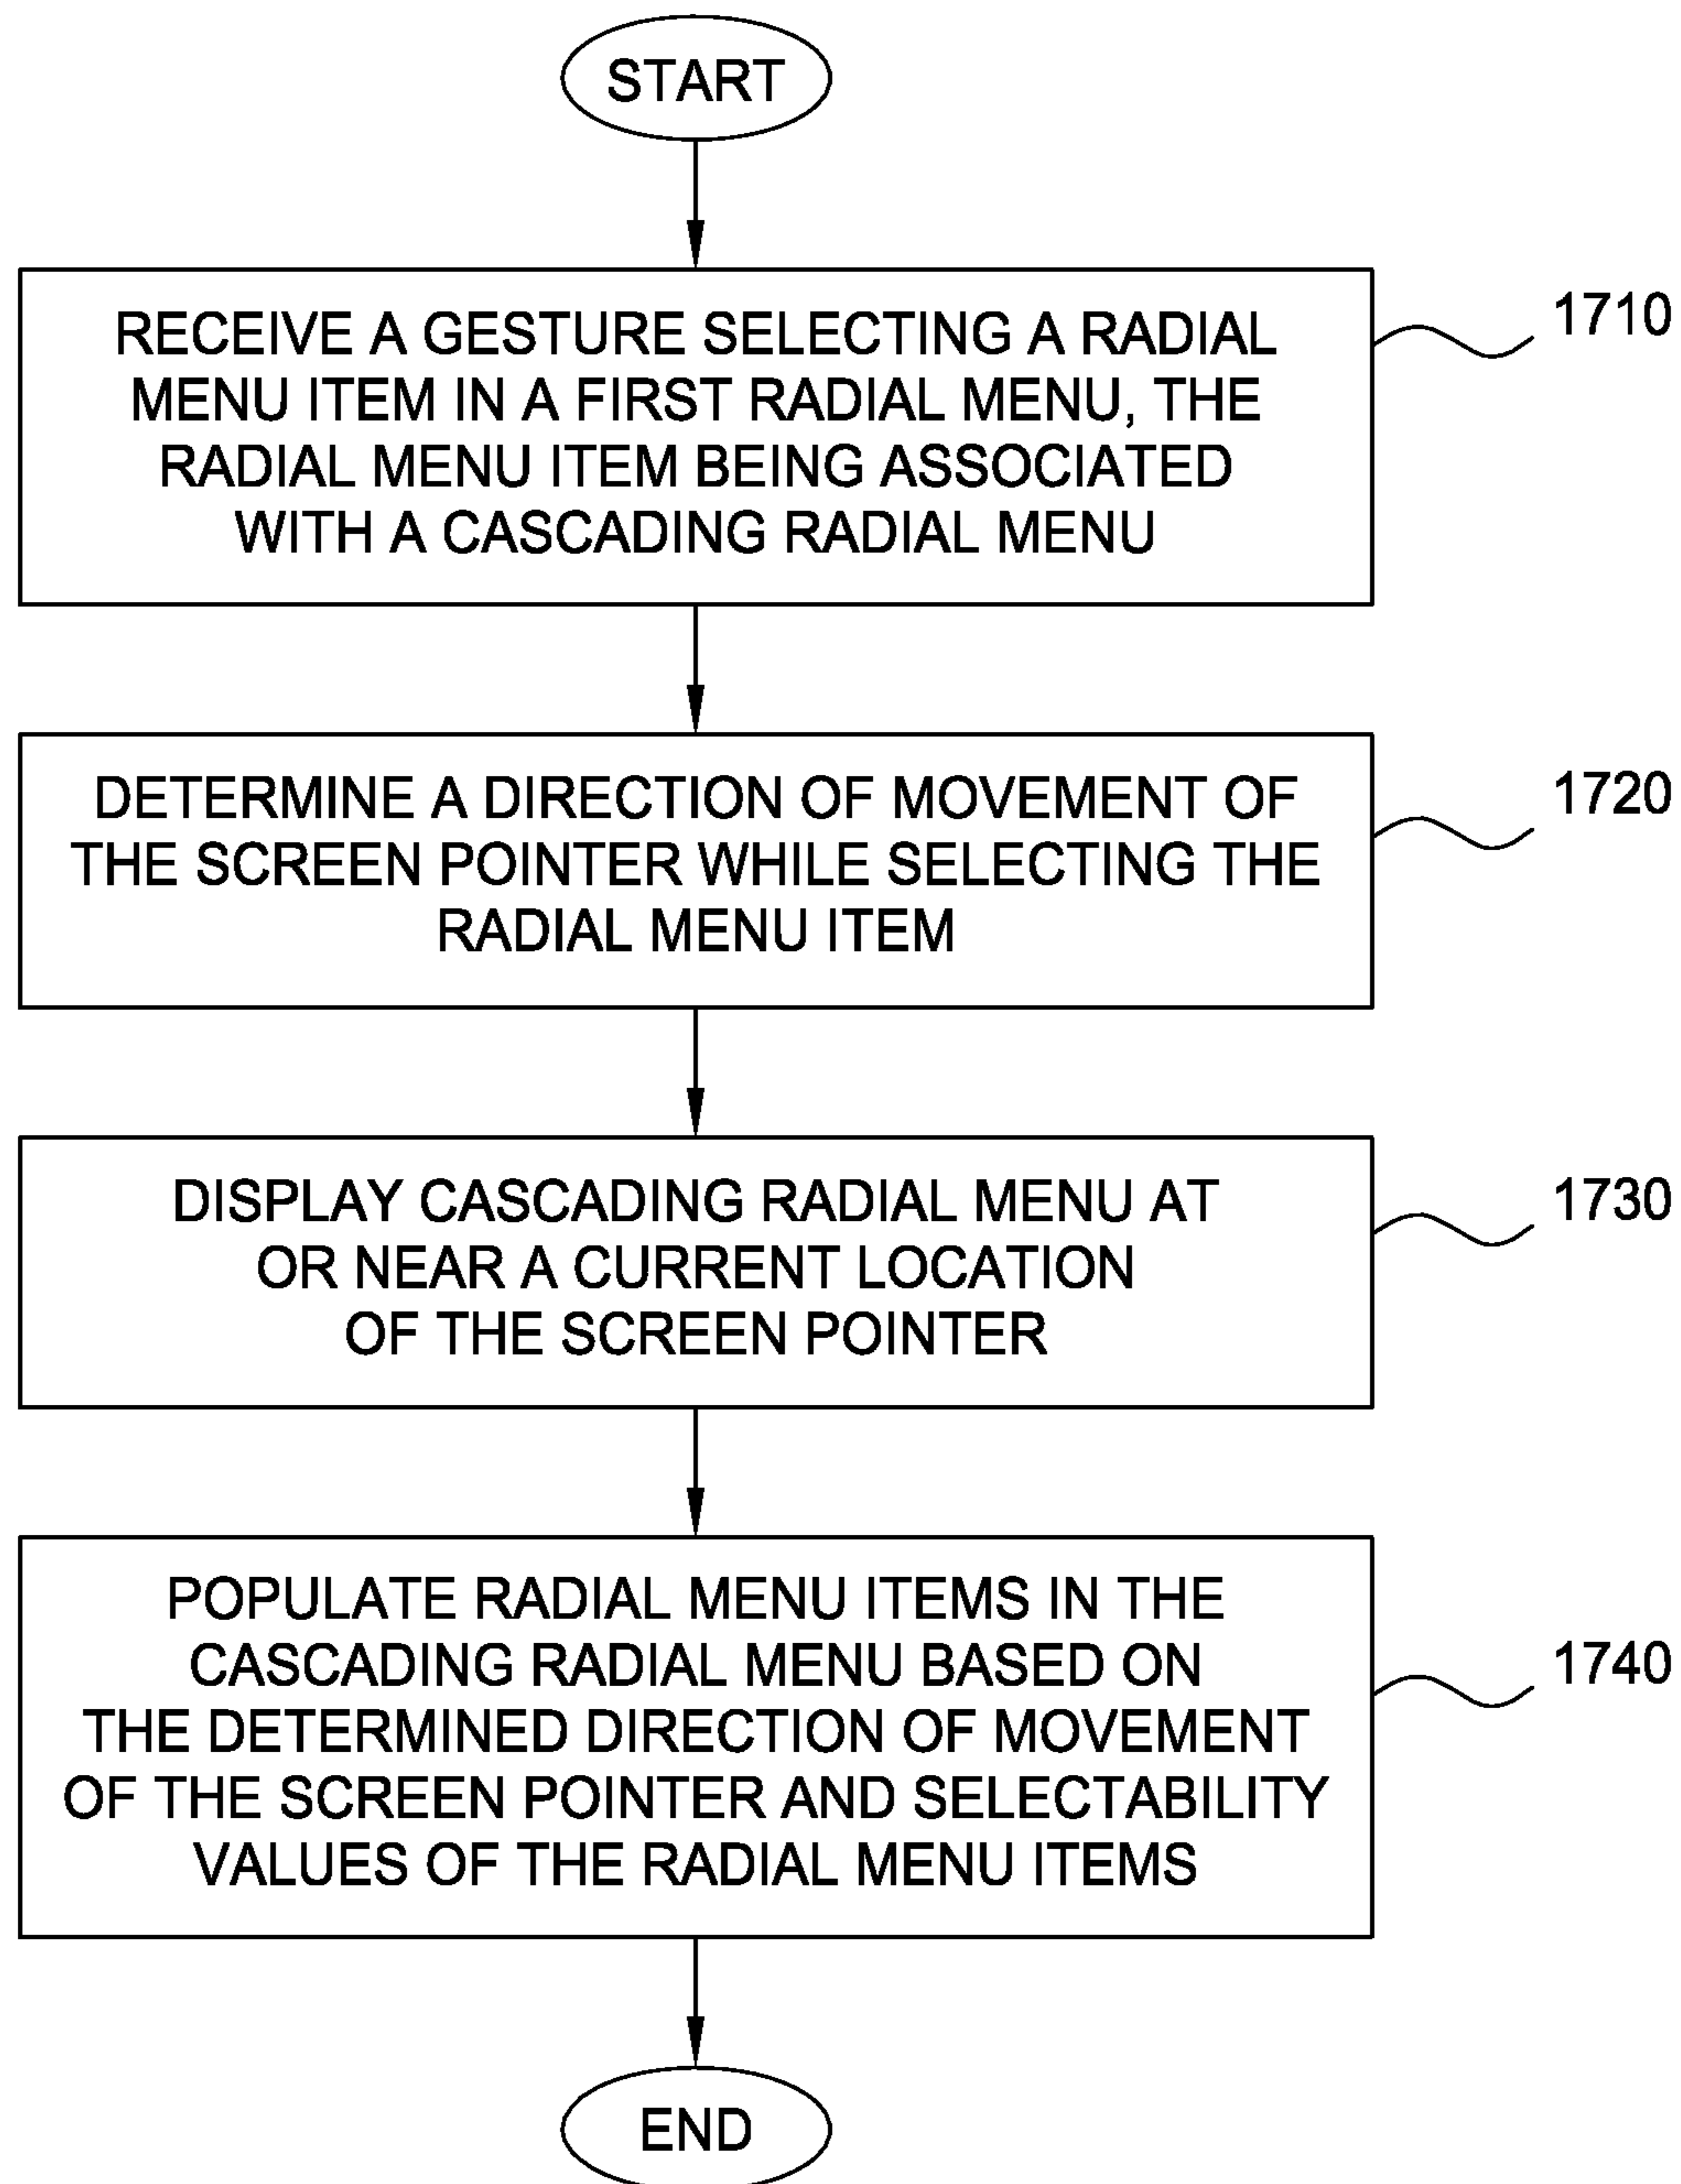 START
RECEIVE A GESTURE SELECTING A RADIAL
MENU ITEM IN A FIRST RADIAL MENU, THE
RADIAL MENU ITEM BEING ASSOCIATED
WITH A CASCADING RADIAL MENU
1710
DETERMINE A DIRECTION OF MOVEMENT OF
THE SCREEN POINTER WHILE SELECTING THE
RADIAL MENU ITEM
1720
DISPLAY CASCADING RADIAL MENU AT
OR NEAR A CURRENT LOCATION
OF THE SCREEN POINTER
1730
POPULATE RADIAL MENU ITEMS IN THE
CASCADING RADIAL MENU BASED ON
THE DETERMINED DIRECTION OF MOVEMENT
OF THE SCREEN POINTER AND SELECTABILITY
VALUES OF THE RADIAL MENU ITEMS
1740
END